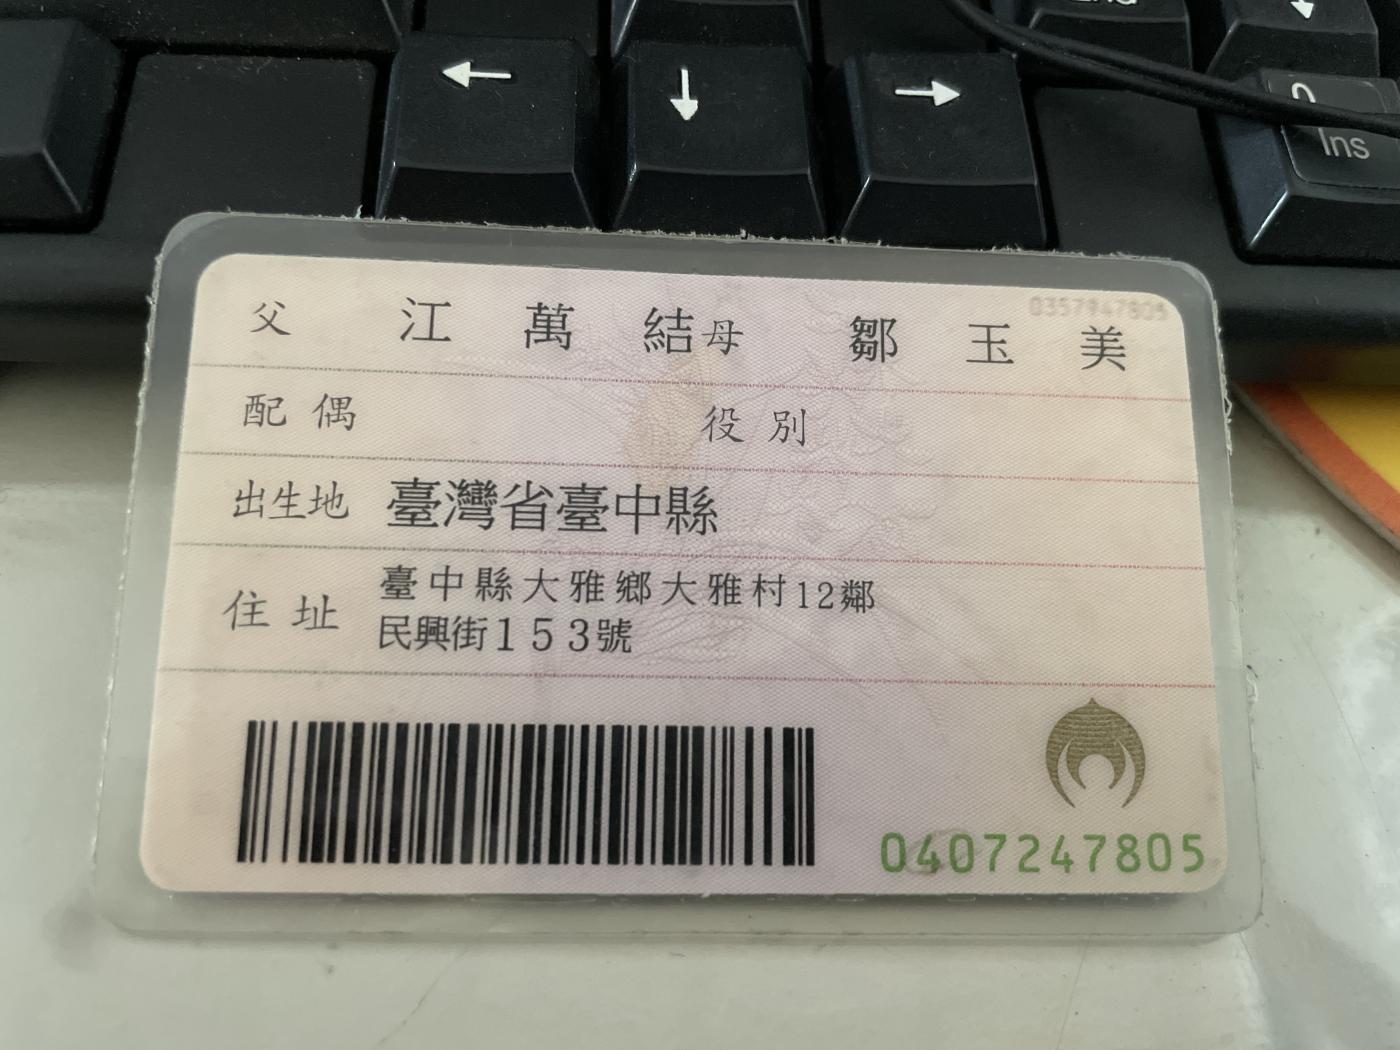 Ins
0357947805
父 江 萬 結 母 鄒 玉 美
配 偶 役 別
出生地 臺灣省臺中縣
住 址 臺中縣大雅鄉大雅村12鄰
民興街153號
0407247805